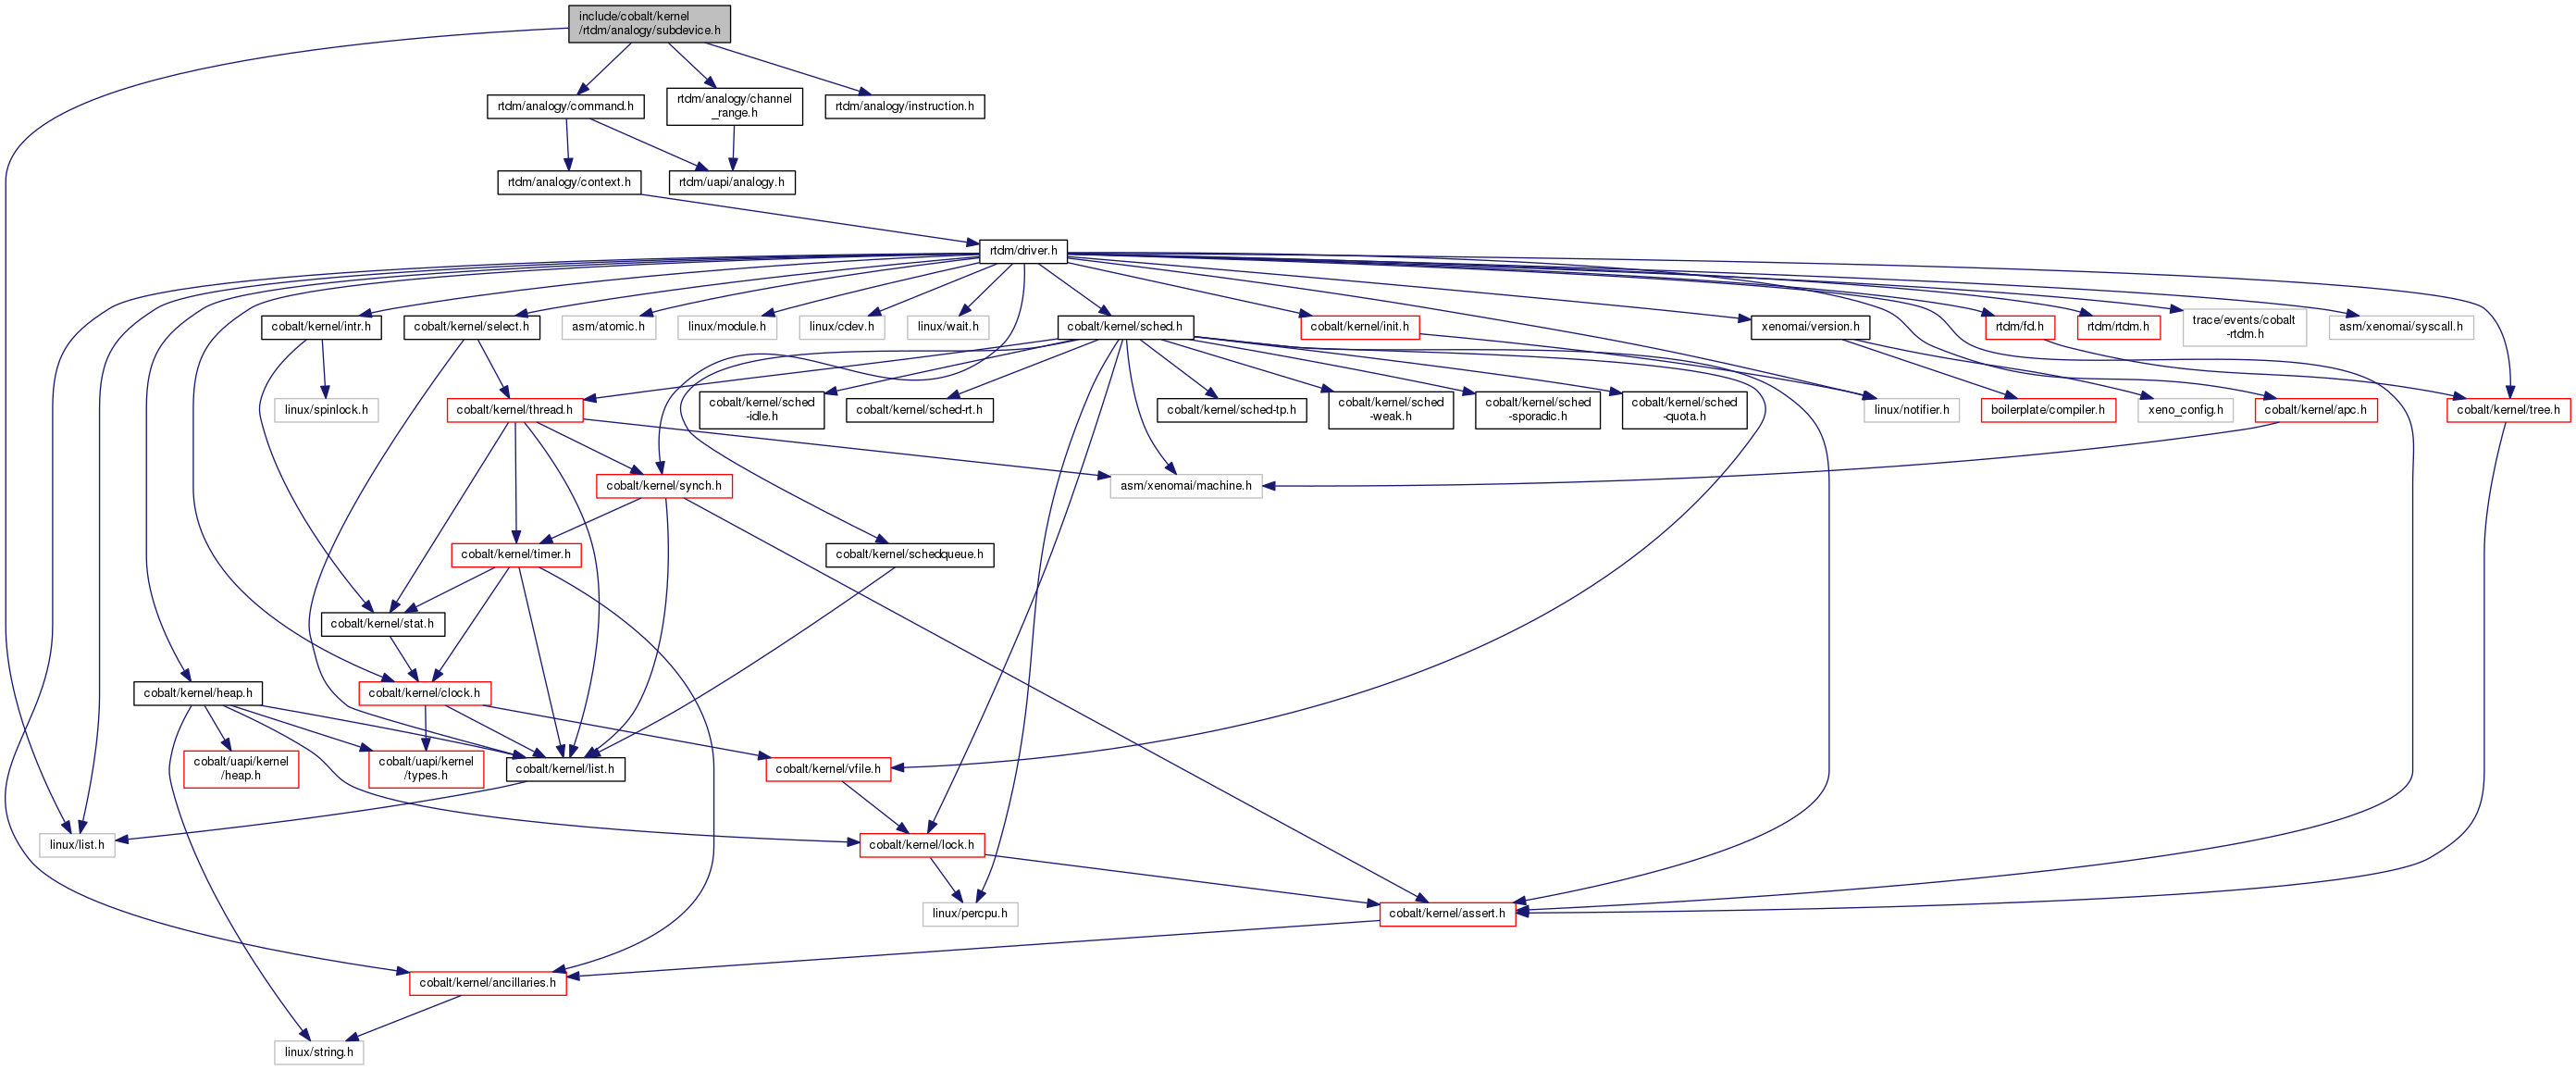 include/cobalt/kernel
/rtdm/analogy/subdevice.h
rtdm/analogy/command.h
rtdm/analogy/channel
_range.h
rtdm/analogy/instruction.h
rtdm/analogy/context.h
rtdm/uapi/analogy.h
rtdm/driver.h
cobalt/kernel/intr.h
cobalt/kernel/select.h
asm/atomic.h
linux/module.h
linux/cdev.h
linux/wait.h
cobalt/kernel/sched.h
cobalt/kernel/init.h
xenomai/version.h
rtdm/fd.h
rtdm/rtdm.h
trace/events/cobalt
-rtdm.h
asm/xenomai/syscall.h
linux/spinlock.h
cobalt/kernel/thread.h
cobalt/kernel/sched
-idle.h
cobalt/kernel/sched-rt.h
cobalt/kernel/sched-tp.h
cobalt/kernel/sched
-weak.h
cobalt/kernel/sched
-sporadic.h
cobalt/kernel/sched
-quota.h
linux/notifier.h
boilerplate/compiler.h
xeno_config.h
cobalt/kernel/apc.h
cobalt/kernel/tree.h
cobalt/kernel/synch.h
asm/xenomai/machine.h
cobalt/kernel/timer.h
cobalt/kernel/schedqueue.h
cobalt/kernel/stat.h
cobalt/kernel/heap.h
cobalt/kernel/clock.h
cobalt/uapi/kernel
/heap.h
cobalt/uapi/kernel
/types.h
cobalt/kernel/list.h
cobalt/kernel/vfile.h
linux/list.h
cobalt/kernel/lock.h
linux/percpu.h
cobalt/kernel/assert.h
cobalt/kernel/ancillaries.h
linux/string.h